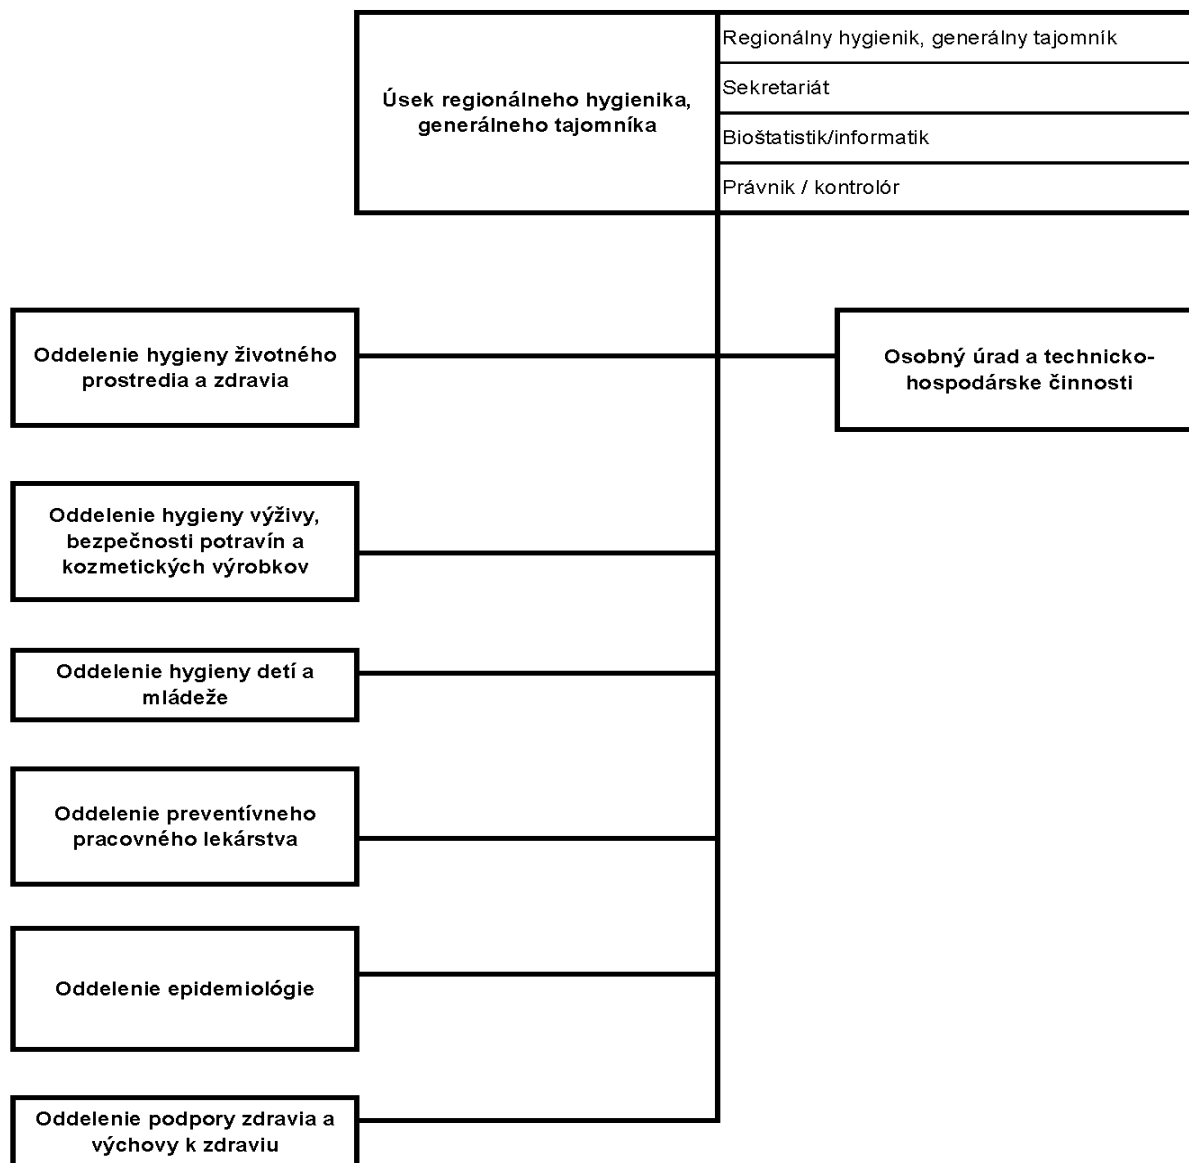 Úsek regionálneho hygienika,
generálneho tajomníka
Regionálny hygienik, generálny tajomník
Sekretariát
Bioštatistik/informatik
Právnik / kontrolór
Oddelenie hygieny životného
prostredia a zdravia
Osobný úrad a technicko-
hospodárske činnosti
Oddelenie hygieny výživy,
bezpečnosti potravín a
kozmetických výrobkov
Oddelenie hygieny detí a
mládeže
Oddelenie preventívneho
pracovného lekárstva
Oddelenie epidemiológie
Oddelenie podpory zdravia a
výchovy k zdraviu